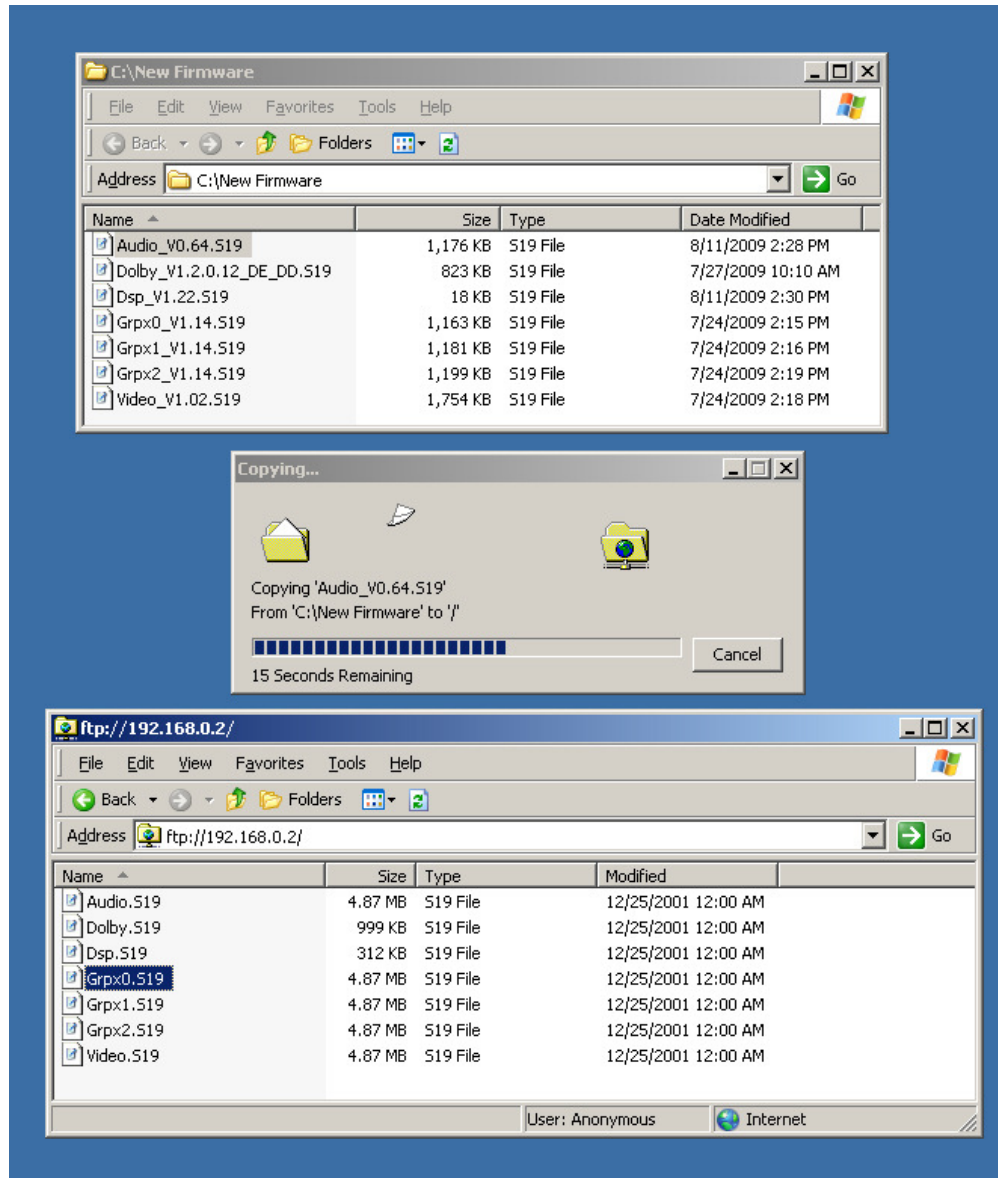 C:\New Firmware
File Edit View Favorites Tools Help
Back Folders
Address C:\New Firmware Go
Name Size Type Date Modified
Audio_V0.64.S19 1,176 KB S19 File 8/11/2009 2:28 PM
Dolby_V1.2.0.12_DE_DD.S19 823 KB S19 File 7/27/2009 10:10 AM
Dsp_V1.22.S19 18 KB S19 File 8/11/2009 2:30 PM
Grpx0_V1.14.S19 1,163 KB S19 File 7/24/2009 2:15 PM
Grpx1_V1.14.S19 1,181 KB S19 File 7/24/2009 2:16 PM
Grpx2_V1.14.S19 1,199 KB S19 File 7/24/2009 2:19 PM
Video_V1.02.S19 1,754 KB S19 File 7/24/2009 2:18 PM
Copying...
Copying 'Audio_V0.64.S19'
From 'C:\New Firmware' to '/'
Cancel
15 Seconds Remaining
ftp://192.168.0.2/
File Edit View Favorites Tools Help
Back Folders
Address ftp://192.168.0.2/ Go
Name Size Type Modified
Audio.S19 4.87 MB S19 File 12/25/2001 12:00 AM
Dolby.S19 999 KB S19 File 12/25/2001 12:00 AM
Dsp.S19 312 KB S19 File 12/25/2001 12:00 AM
Grpx0.S19 4.87 MB S19 File 12/25/2001 12:00 AM
Grpx1.S19 4.87 MB S19 File 12/25/2001 12:00 AM
Grpx2.S19 4.87 MB S19 File 12/25/2001 12:00 AM
Video.S19 4.87 MB S19 File 12/25/2001 12:00 AM
User: Anonymous Internet